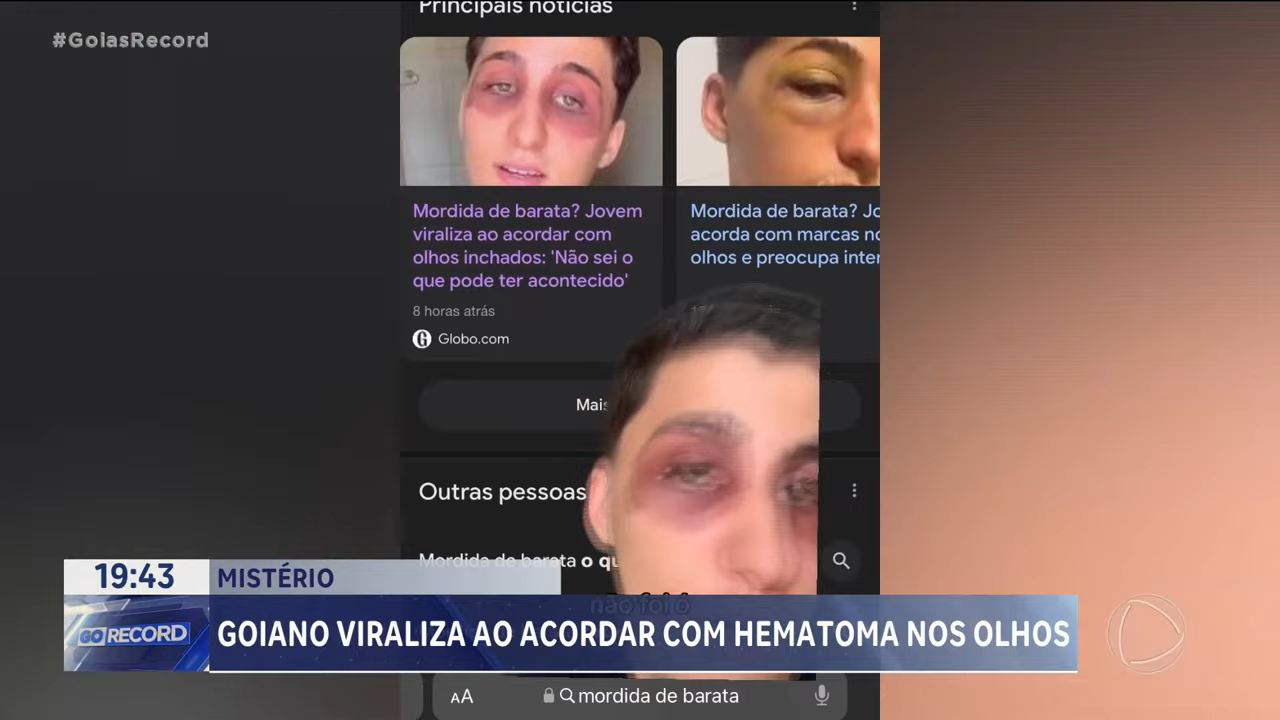 #GoiasRecord
Principais notícias
Mordida de barata? Jovem
viraliza ao acordar com
olhos inchados: 'Não sei o
que pode ter acontecido'
8 horas atrás
Globo.com
Mordida de barata? Jo
acorda com marcas no
olhos e preocupa inter
Mais
Outras pessoas
Mordida de barata o qu
não foi o
19:43
MISTÉRIO
GO RECORD
GOIANO VIRALIZA AO ACORDAR COM HEMATOMA NOS OLHOS
AA
mordida de barata